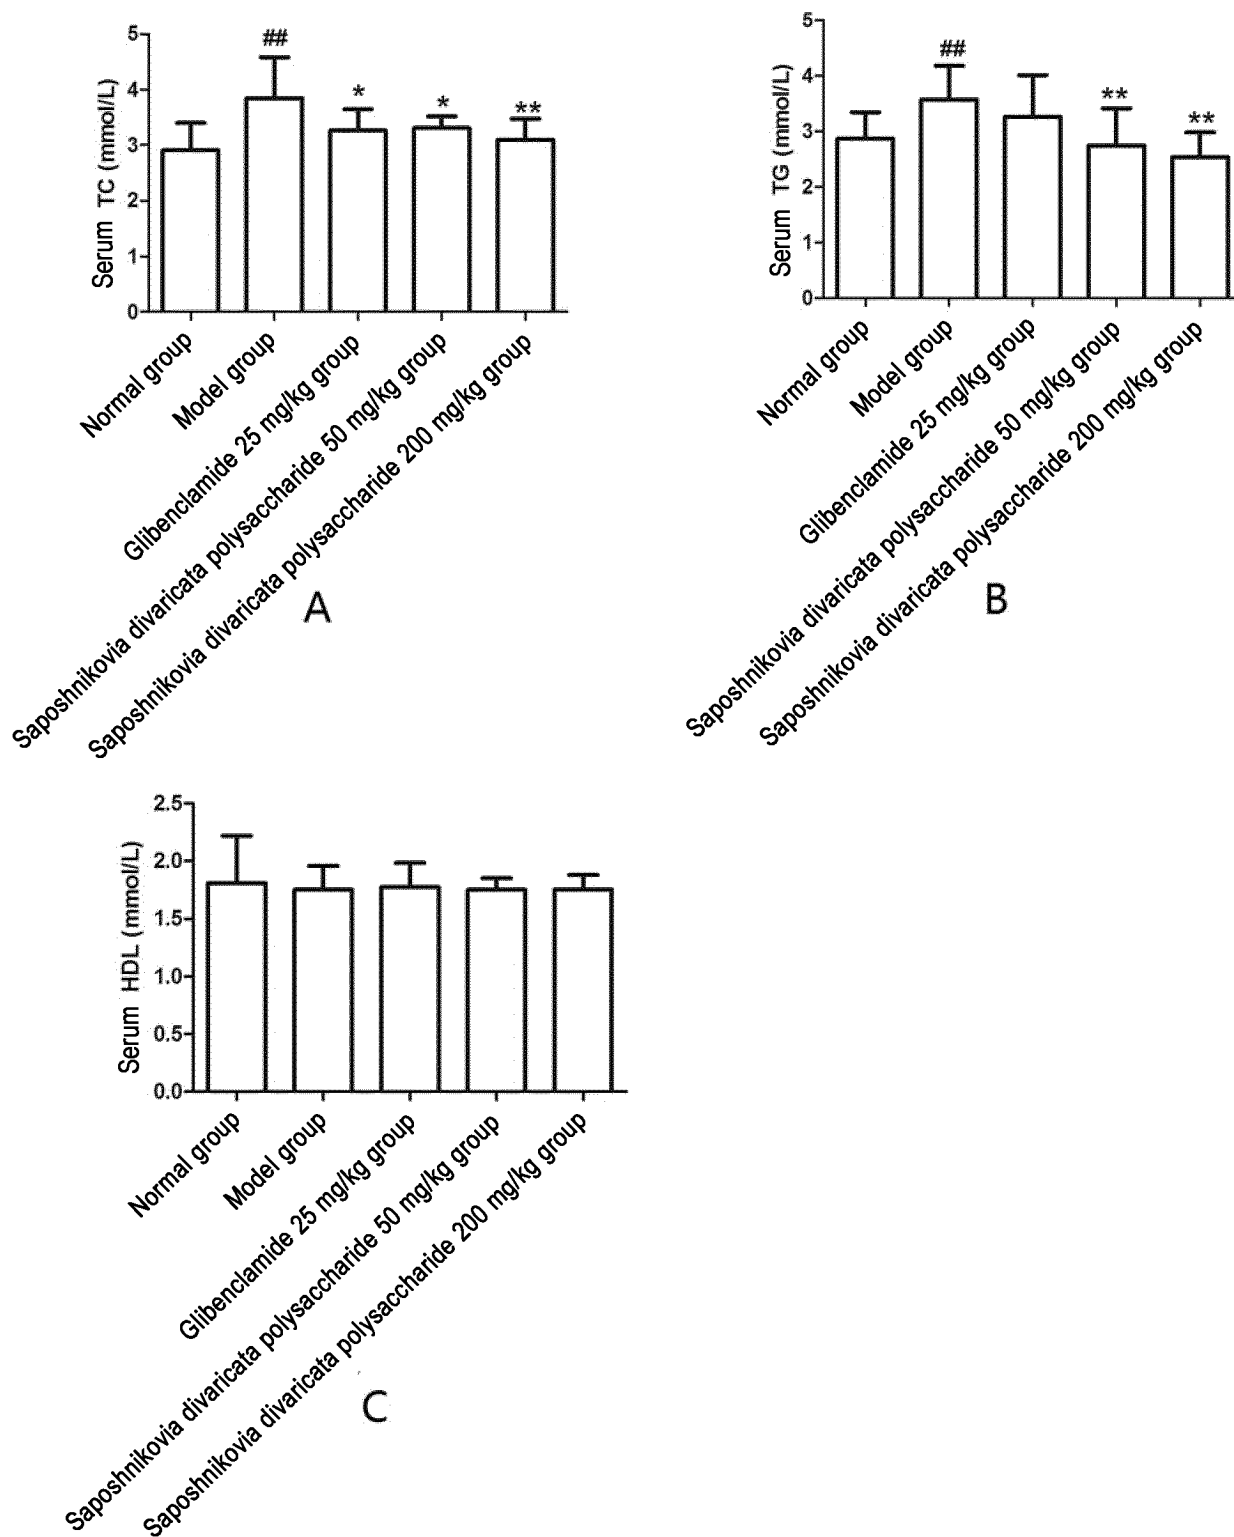 5
4
3
2
1
0
Serum TC (mmol/L)
##
*
*
**
Normal group
Model group
Glibenclamide 25 mg/kg group
Saposhnikovia divaricata polysaccharide 50 mg/kg group
Saposhnikovia divaricata polysaccharide 200 mg/kg group
A
5
4
3
2
1
0
Serum TG (mmol/L)
##
**
**
Normal group
Model group
Glibenclamide 25 mg/kg group
Saposhnikovia divaricata polysaccharide 50 mg/kg group
Saposhnikovia divaricata polysaccharide 200 mg/kg group
B
2.5
2.0
1.5
1.0
0.5
0.0
Serum HDL (mmol/L)
Normal group
Model group
Glibenclamide 25 mg/kg group
Saposhnikovia divaricata polysaccharide 50 mg/kg group
Saposhnikovia divaricata polysaccharide 200 mg/kg group
C